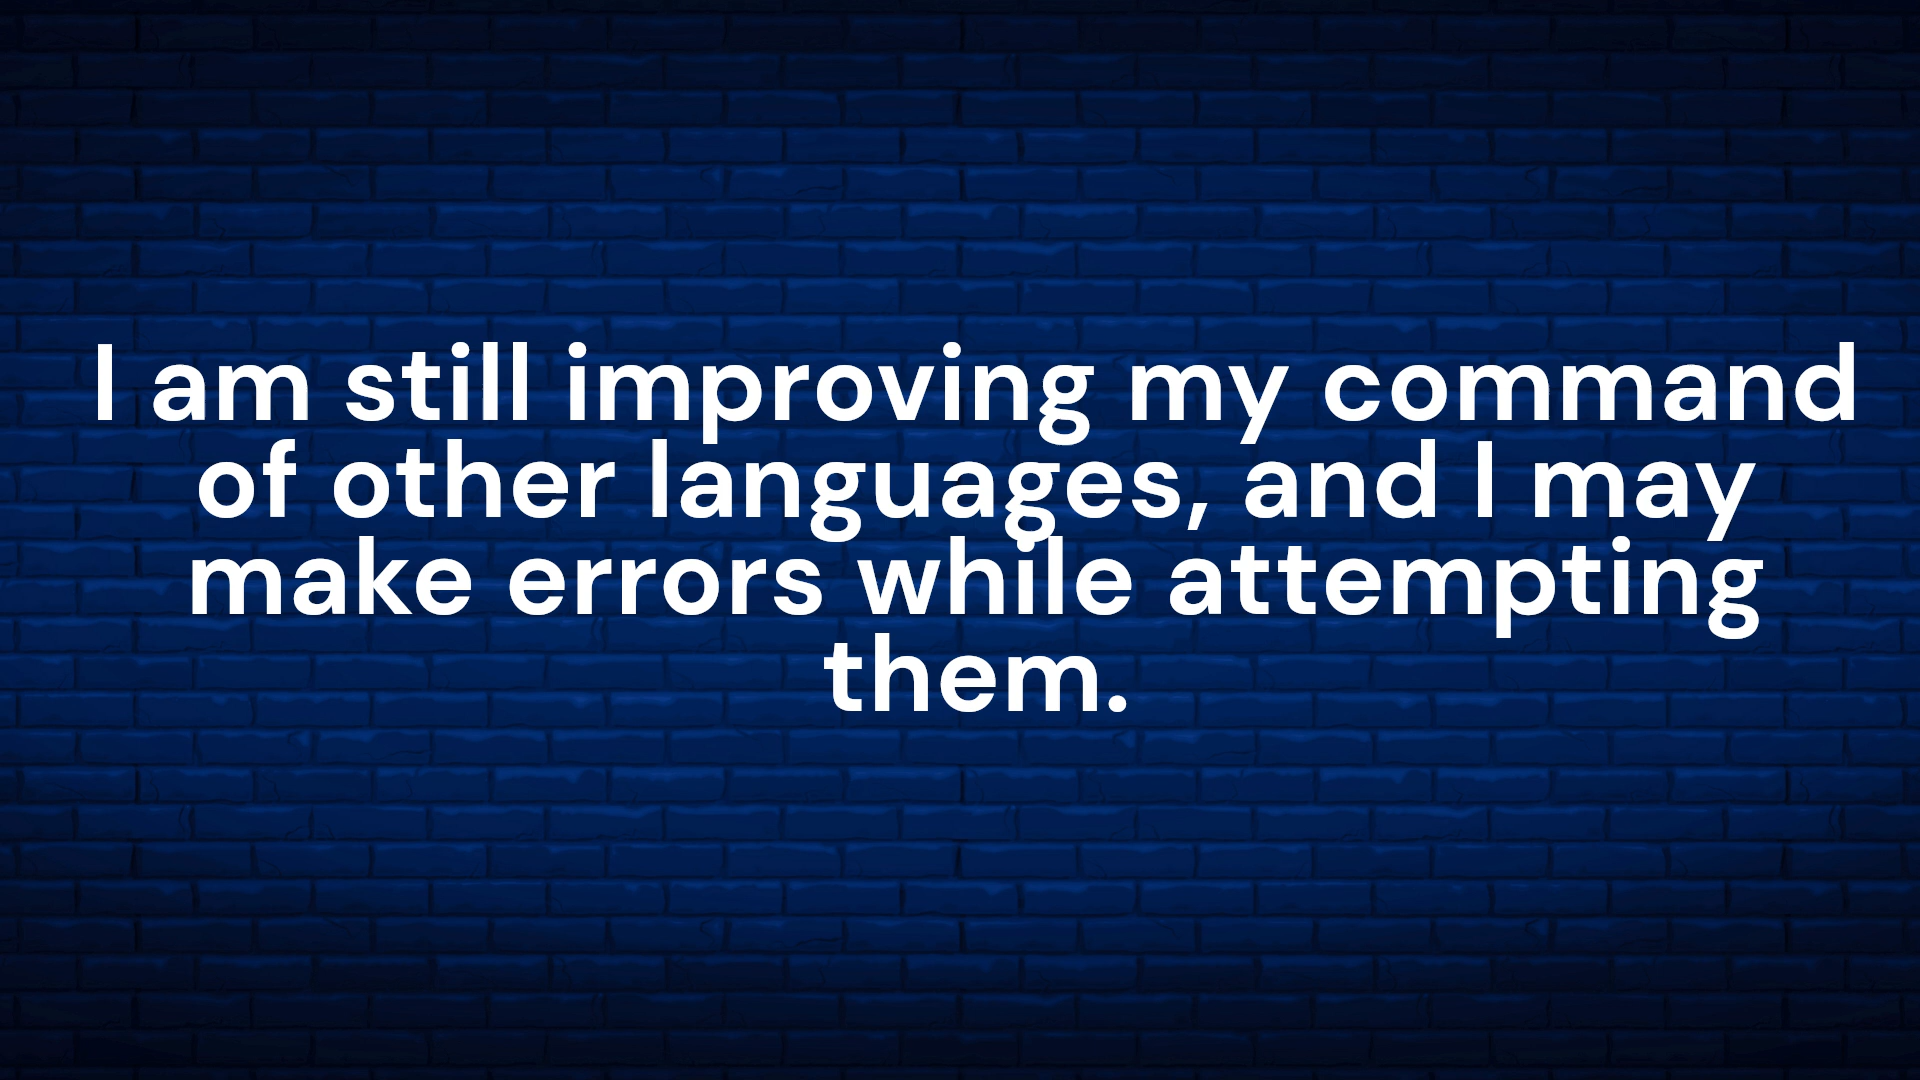 I am still improving my command
of other languages, and I may
make errors while attempting
them.